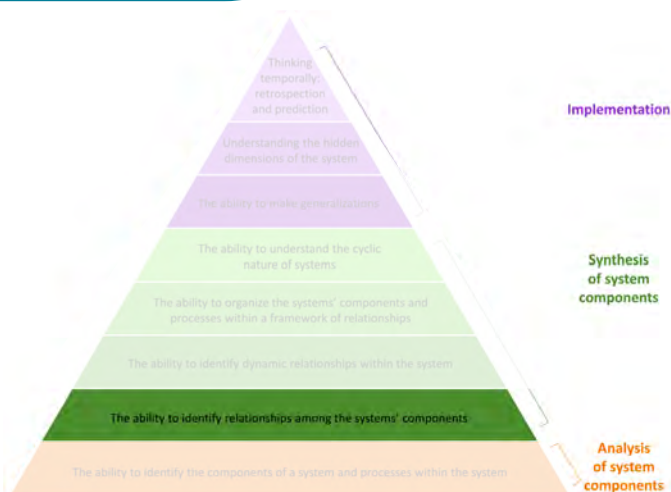 Thinking
temporally:
retrospection
and prediction
Implementation
Understanding the hidden
dimensions of the system
The ability to make generalizations
The ability to understand the cyclic
nature of systems
Synthesis
of system
components
The ability to organize the systems' components and
processes within a framework of relationships
The ability to identify dynamic relationships within the system
The ability to identify relationships among the systems' components
Analysis
of system
components
The ability to identify the components of a system and processes within the system